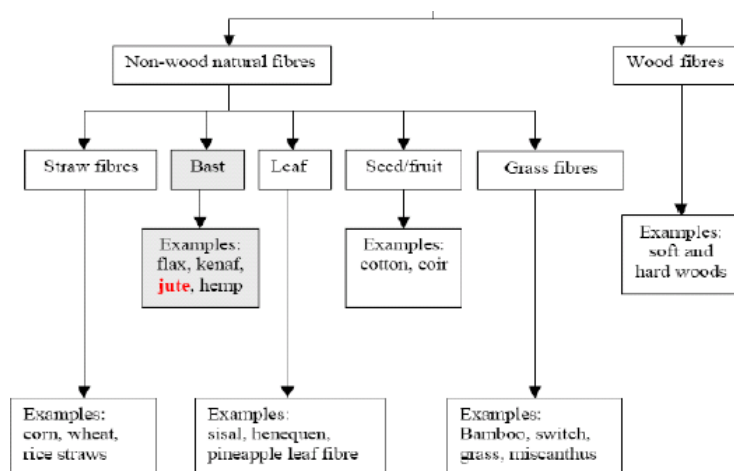 Non-wood natural fibres
Wood fibres
Straw fibres
Bast
Leaf
Seed/fruit
Grass fibres
Examples:
flax, kenaf,
jute, hemp
Examples:
cotton, coir
Examples:
soft and
hard woods
Examples:
corn, wheat,
rice straws
Examples:
sisal, henequen,
pineapple leaf fibre
Examples:
Bamboo, switch,
grass, miscanthus